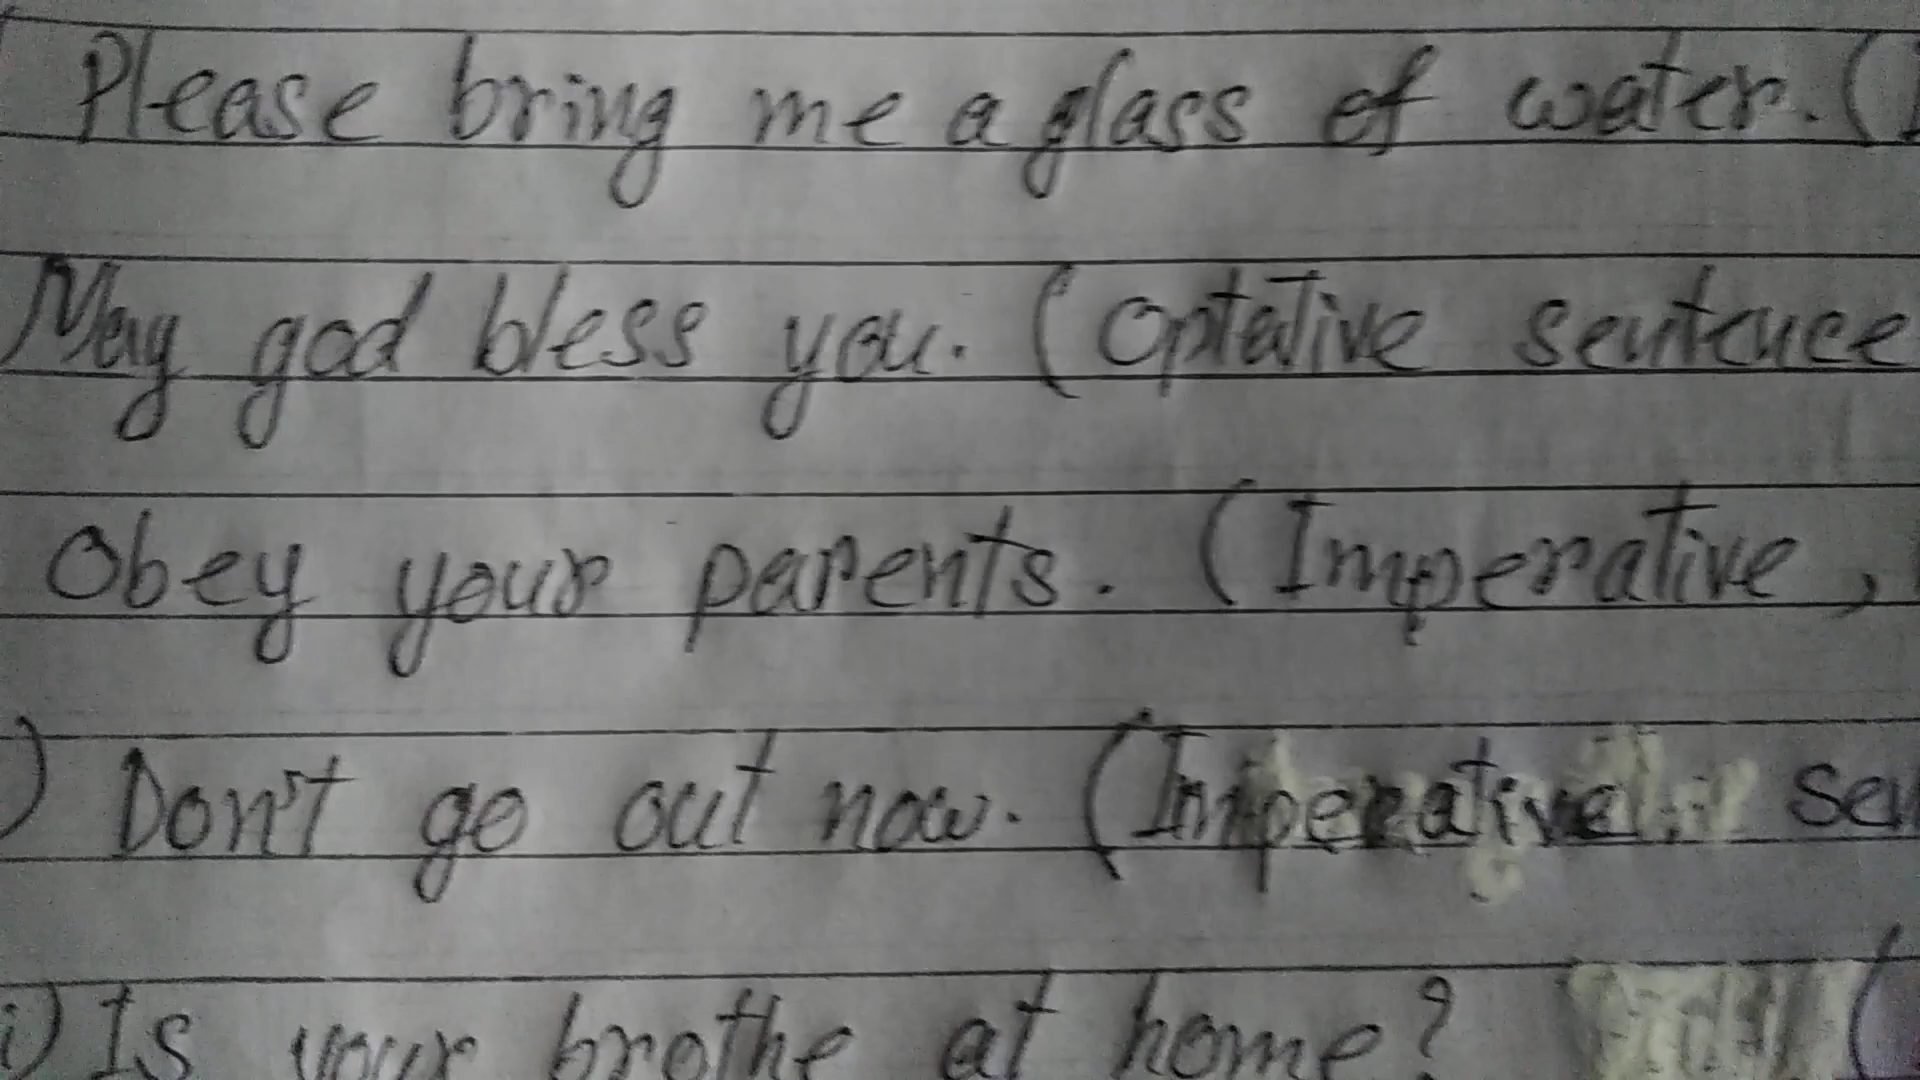 Please bring me a glass of water. (I
May god bless you. (Optative sentence
Obey your parents. (Imperative,
) Don't go out now. (Imperative
i) Is your brothe at home? (